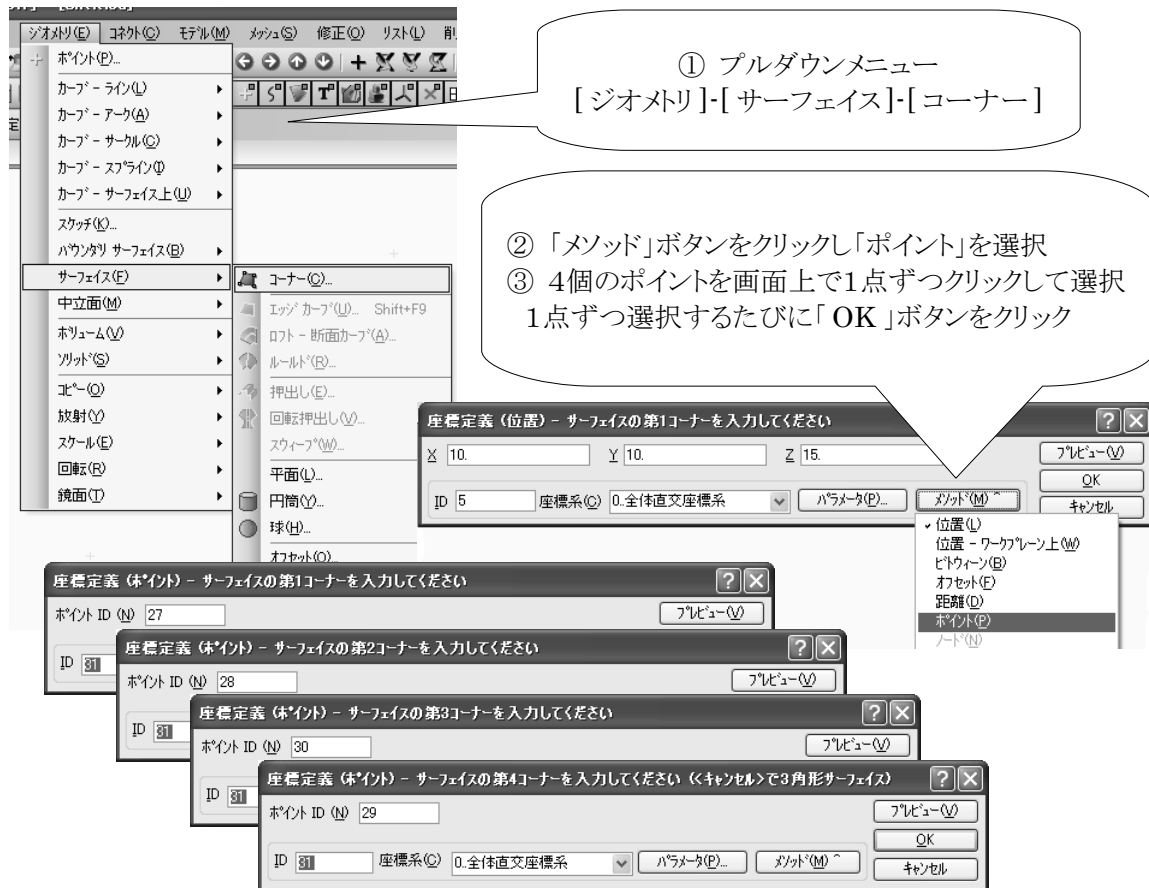 ジオメトリ(E) コネクト(C) モデル(M) メッシュ(S) 修正(O) リスト(L)
ポイント(P)...
カーブ - ライン(L)
カーブ - アーク(A)
カーブ - サークル(C)
カーブ - スプライン(I)
カーブ - サーフェイス上(U)
スケッチ(K)...
バウンダリ サーフェイス(B)
サーフェイス(F)
中立面(M)
ボリューム(V)
ソリッド(S)
コピー(O)
放射(Y)
スケール(E)
回転(R)
鏡面(T)
コーナー(C)...
エッジ カーブ(U)... Shift+F9
ロフト - 断面カーブ(A)...
ルールド(R)...
押出し(E)...
回転押出し(V)...
スウィープ(W)...
平面(L)...
円筒(Y)...
球(H)...
オフセット(O)...
① プルダウンメニュー
[ジオメトリ]-[サーフェイス]-[コーナー]
② 「メソッド」ボタンをクリックし「ポイント」を選択
③ 4個のポイントを画面上で1点ずつクリックして選択
1点ずつ選択するたびに「OK」ボタンをクリック
座標定義 (位置) - サーフェイスの第1コーナーを入力してください
X 10. Y 10. Z 15. プレビュー(V)
OK
ID 5 座標系(C) 0..全体直交座標系 パラメータ(P)... メソッド(M) ^ キャンセル
位置(L)
位置 - ワークプレーン上(W)
ビトウィーン(B)
オフセット(F)
距離(D)
ポイント(P)
ノード(N)
座標定義 (ポイント) - サーフェイスの第1コーナーを入力してください
ポイント ID (N) 27 プレビュー(V)
ID 31
座標定義 (ポイント) - サーフェイスの第2コーナーを入力してください
ポイント ID (N) 28 プレビュー(V)
ID 31
座標定義 (ポイント) - サーフェイスの第3コーナーを入力してください
ポイント ID (N) 30 プレビュー(V)
ID 31
座標定義 (ポイント) - サーフェイスの第4コーナーを入力してください (<キャンセル>で3角形サーフェイス)
ポイント ID (N) 29 プレビュー(V)
OK
ID 31 座標系(C) 0..全体直交座標系 パラメータ(P)... メソッド(M) ^ キャンセル